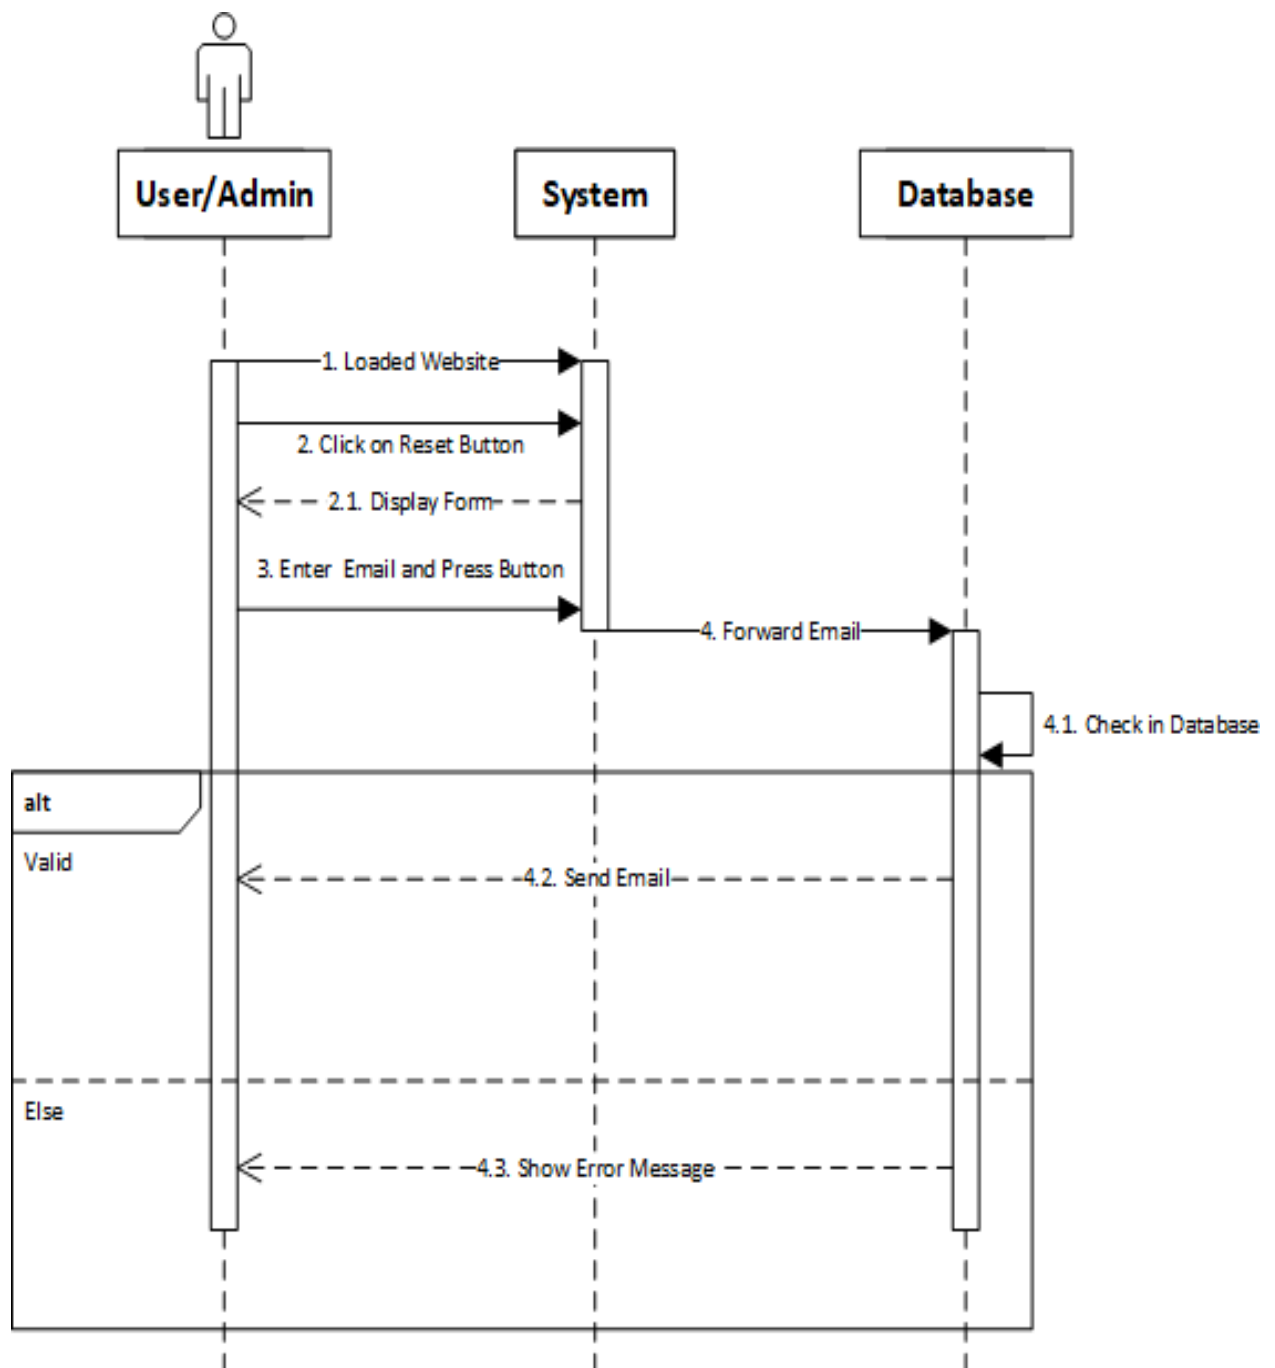 User/Admin
System
Database
1. Loaded Website
2. Click on Reset Button
2.1. Display Form
3. Enter Email and Press Button
4. Forward Email
4.1. Check in Database
alt
Valid
4.2. Send Email
Else
4.3. Show Error Message